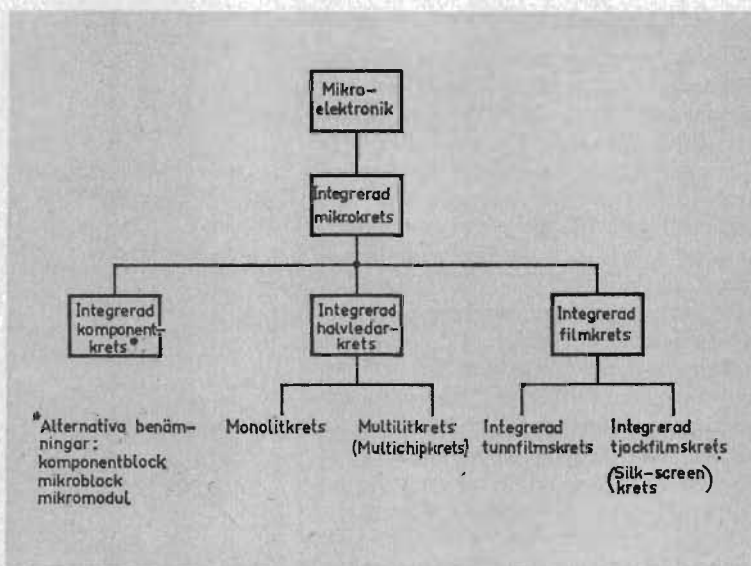 Mikro-
elektronik
Integrerad
mikrokrets
Integrerad
komponent-
krets*
Integrerad
halvledar-
krets
Integrerad
filmkrets
*Alternativa benäm-
ningar:
komponentblock
mikroblock
mikromodul
Monolitkrets
Multilitkrets
(Multichipkrets)
Integrerad
tunnfilmskrets
Integrerad
tjockfilmskrets
(Silk-screen)
krets